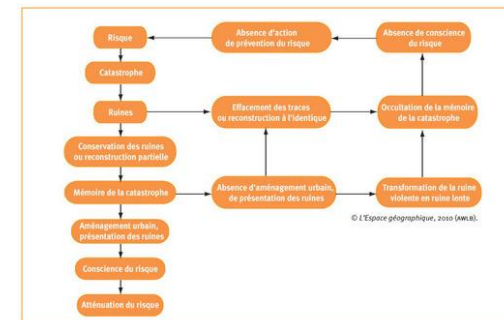 Risque
Absence d'action
de prévention du risque
Absence de conscience
du risque
Catastrophe
Ruines
Effacement des traces
ou reconstruction à l'identique
Occultation de la mémoire
de la catastrophe
Conservation des ruines
ou reconstruction partielle
Mémoire de la catastrophe
Absence d'aménagement urbain,
de présentation des ruines
Transformation de la ruine
violente en ruine lente
© L'Espace géographique, 2010 (AWLB).
Aménagement urbain,
présentation des ruines
Conscience du risque
Atténuation du risque